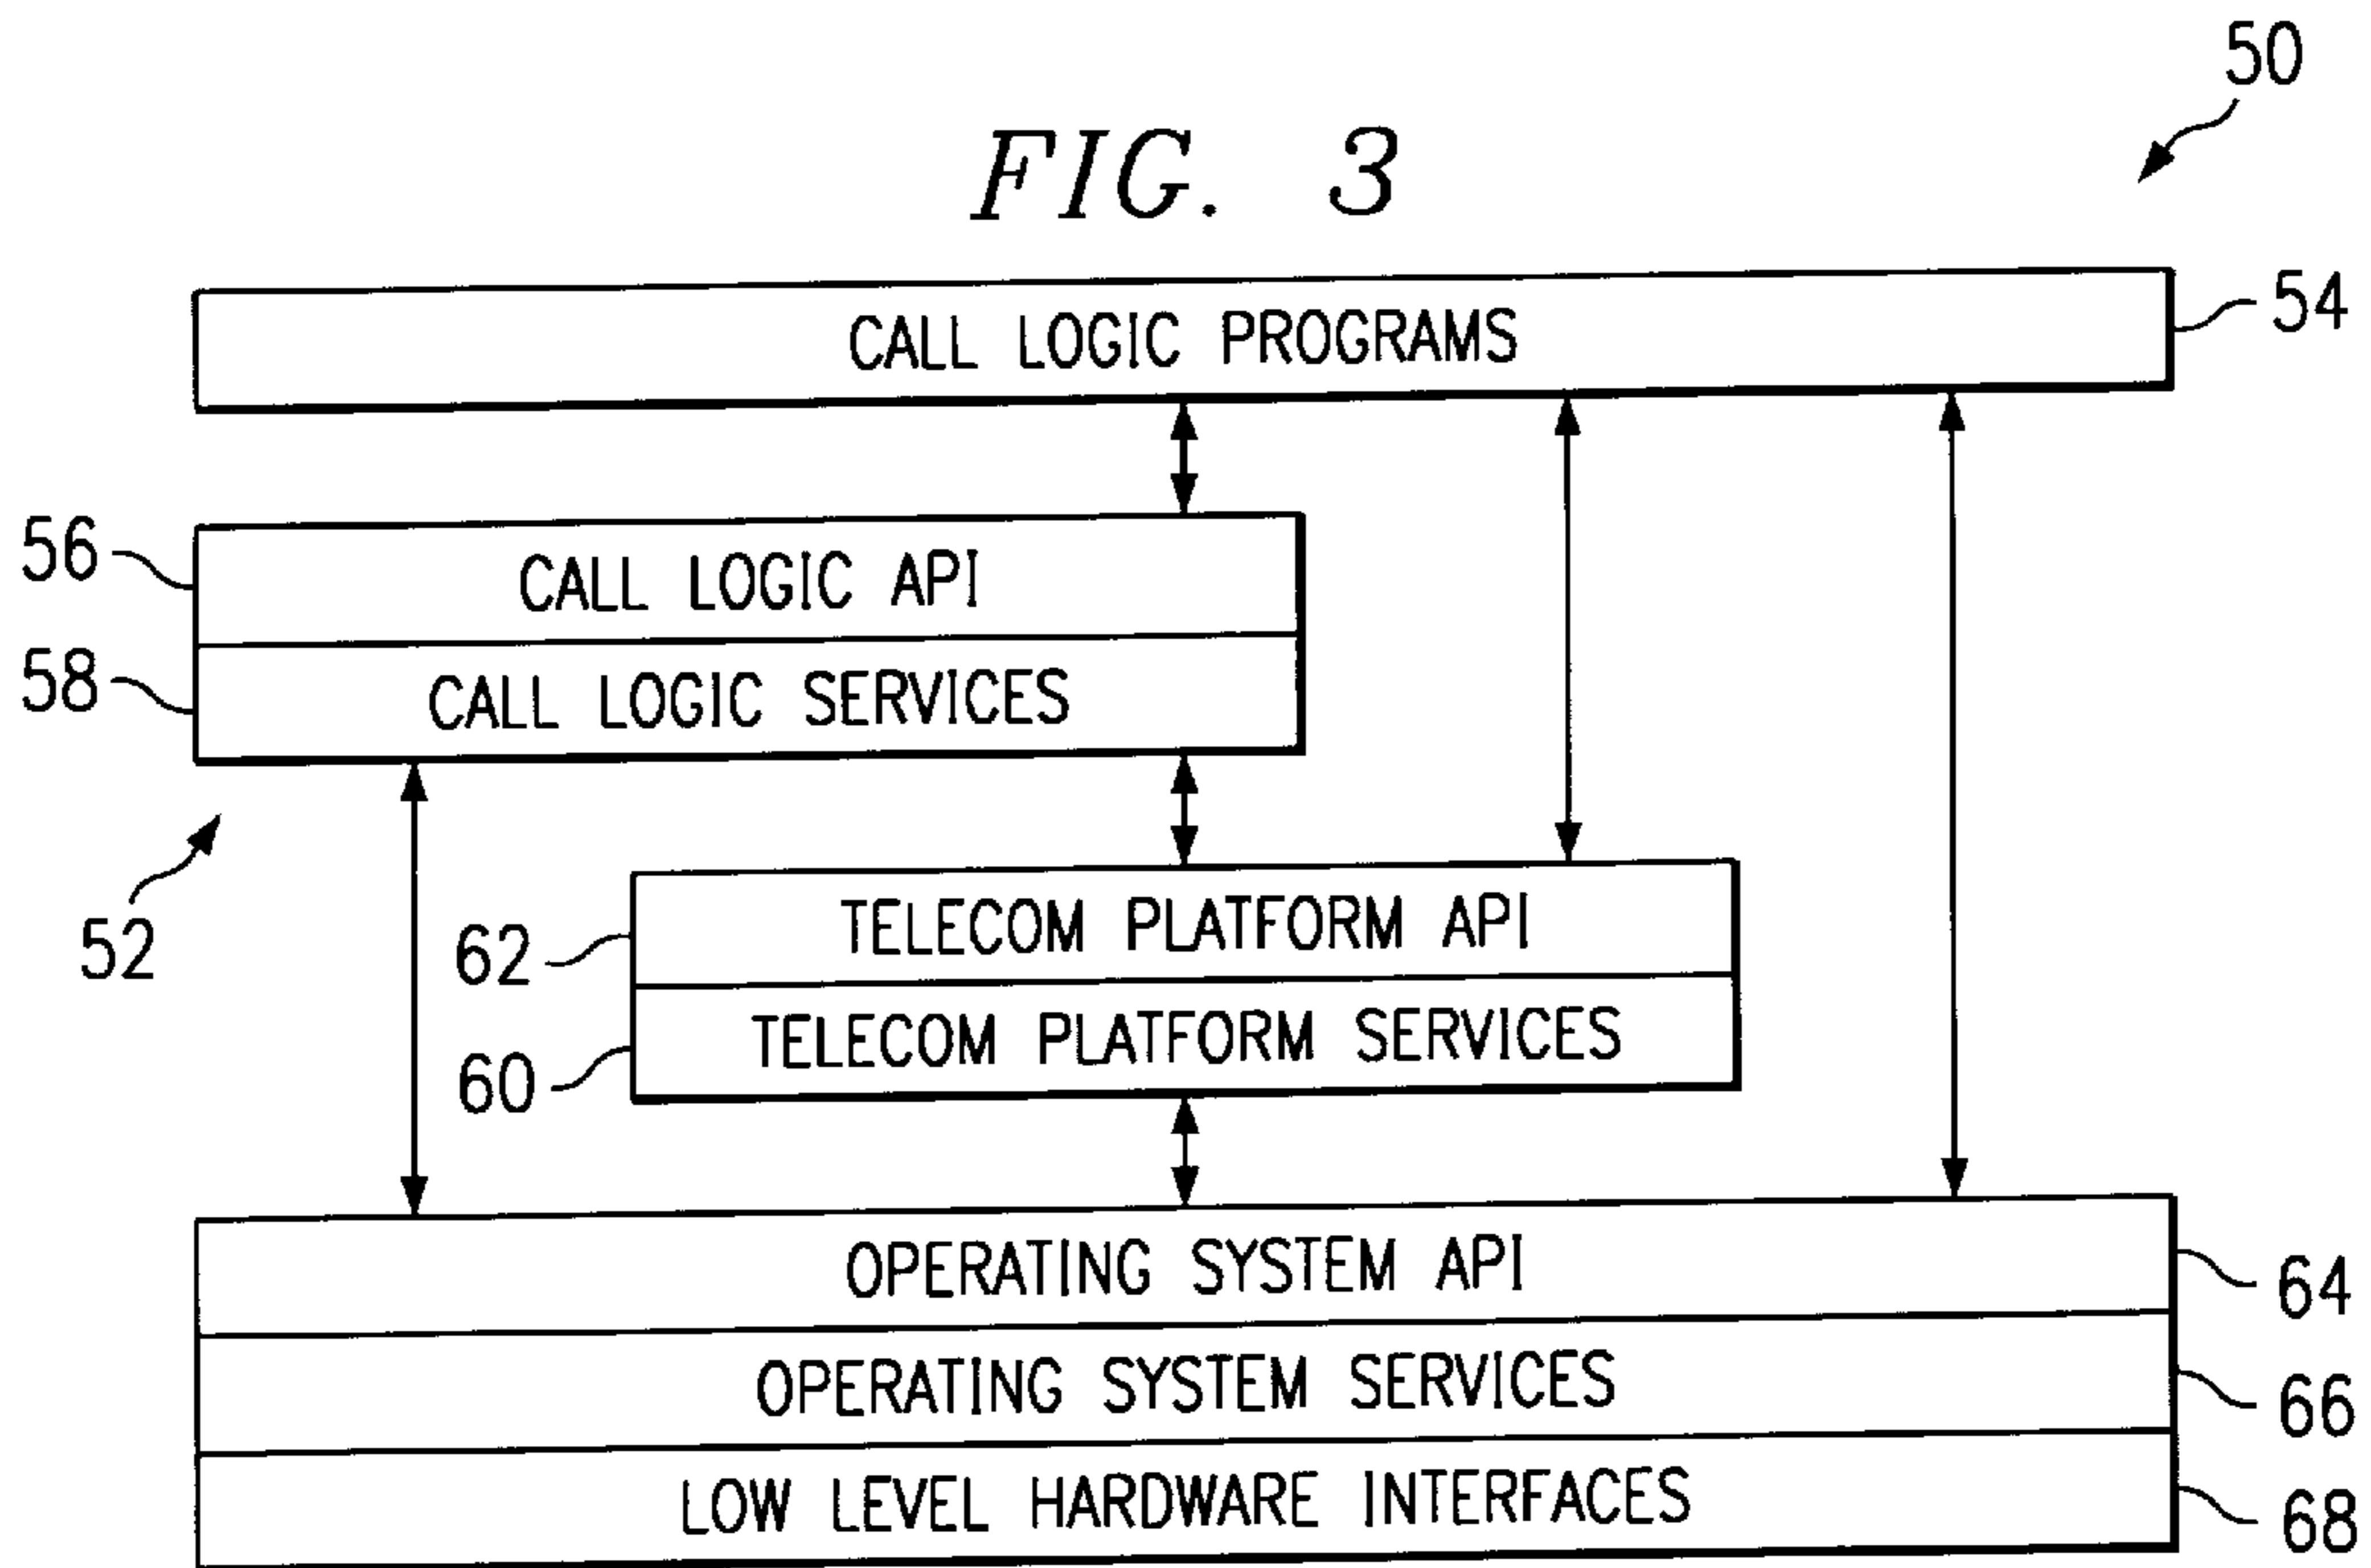 50
FIG. 3
CALL LOGIC PROGRAMS
54
56
CALL LOGIC API
58
CALL LOGIC SERVICES
52
62
TELECOM PLATFORM API
60
TELECOM PLATFORM SERVICES
OPERATING SYSTEM API
64
OPERATING SYSTEM SERVICES
66
LOW LEVEL HARDWARE INTERFACES
68